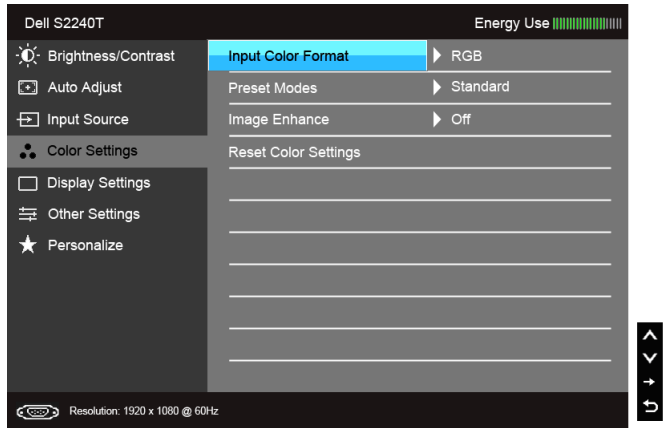 Dell S2240T
Energy Use
Brightness/Contrast
Auto Adjust
Input Source
Color Settings
Display Settings
Other Settings
Personalize
Input Color Format
RGB
Preset Modes
Standard
Image Enhance
Off
Reset Color Settings
Resolution: 1920 x 1080 @ 60Hz